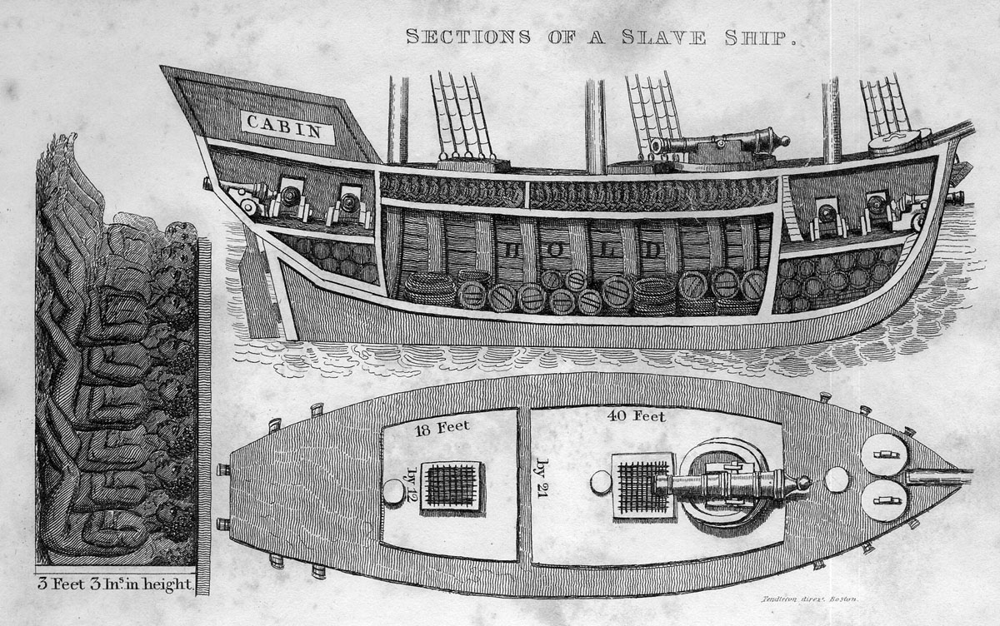 SECTIONS OF A SLAVE SHIP.
CABIN
HOLD
18 Feet
by 12
40 Feet
by 21
3 Feet 3 Inˢ. in height
Pendleton direxᵗ. Boston.